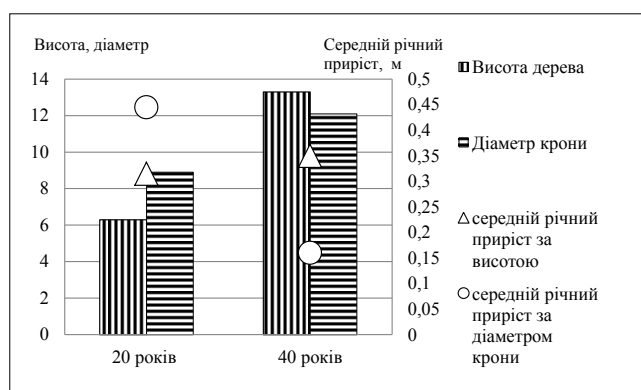 Висота, діаметр
Середній річний
приріст,  м
14
12
10
8
6
4
2
0
0,5
0,45
0,4
0,35
0,3
0,25
0,2
0,15
0,1
0,05
0
20 років
40 років
Висота дерева
Діаметр крони
середній річний
приріст за
висотою
середній річний
приріст за
діаметром
крони